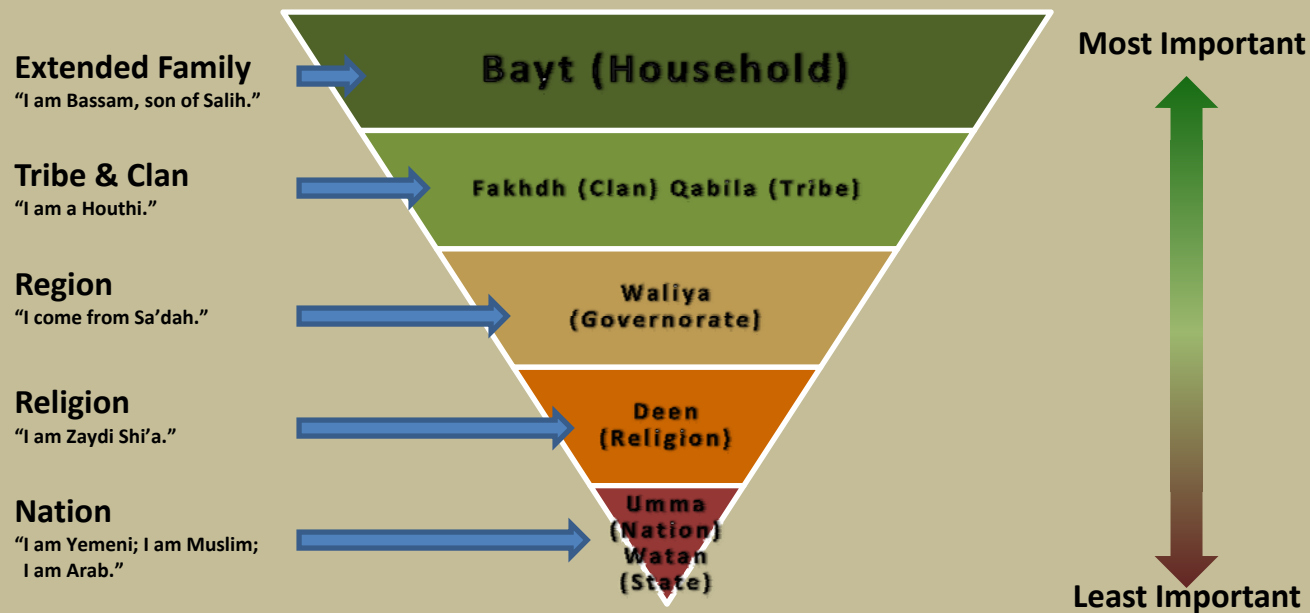 Most Important
Extended Family
“I am Bassam, son of Salih.”
Bayt (Household)
Tribe & Clan
“I am a Houthi.”
Fakhdh (Clan) Qabila (Tribe)
Region
“I come from Sa’dah.”
Waliya
(Governorate)
Religion
“I am Zaydi Shi’a.”
Deen
(Religion)
Nation
“I am Yemeni; I am Muslim;
I am Arab.”
Umma
(Nation)
Watan
(State)
Least Important